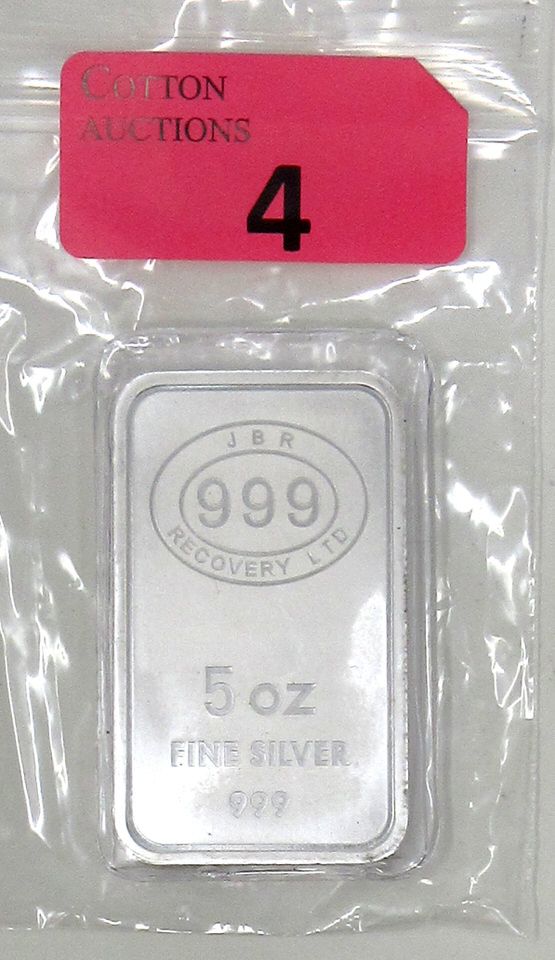 COTTON
AUCTIONS
4
JBR
999
RECOVERY LTD
5 oz
FINE SILVER
999